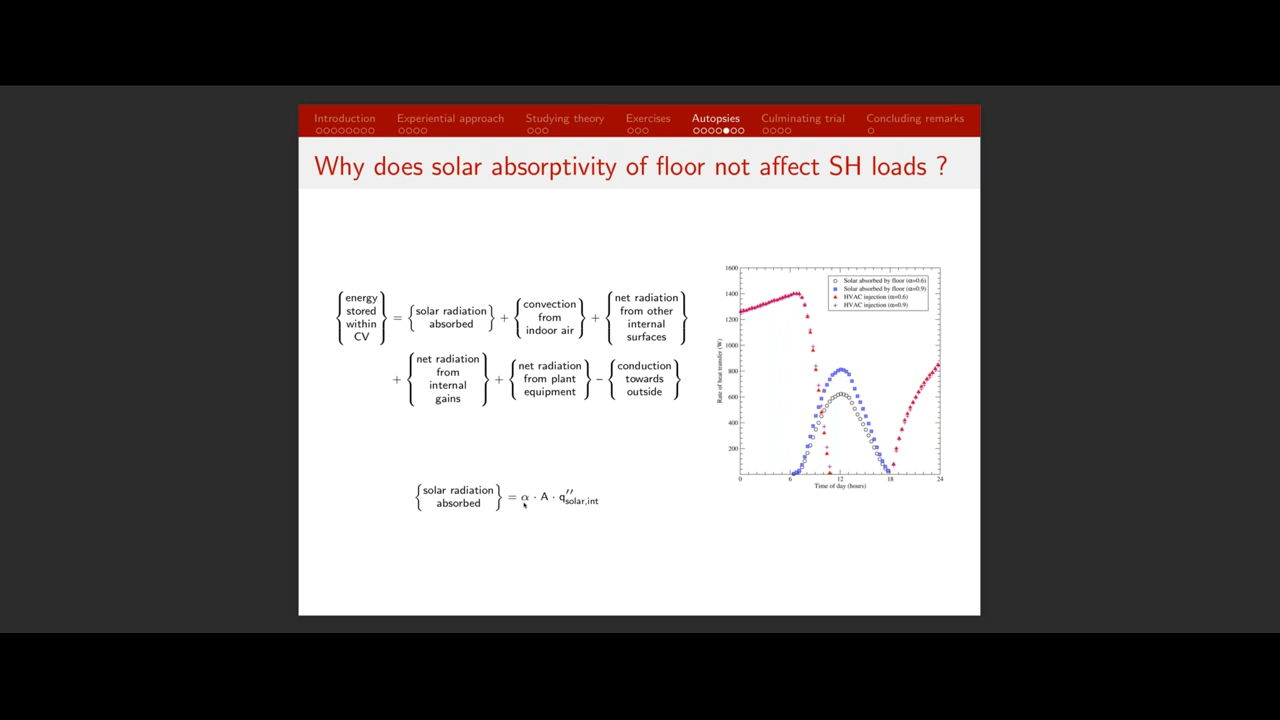 Introduction Experiential approach Studying theory Exercises Autopsies Culminating trial Concluding remarks
Why does solar absorptivity of floor not affect SH loads ?
energy
stored
within
CV
=
solar radiation
absorbed
+
convection
from
indoor air
+
net radiation
from other
internal
surfaces
+
net radiation
from
internal
gains
+
net radiation
from plant
equipment
−
conduction
towards
outside
solar radiation
absorbed
= α · A · q″solar,int
1600
1400
1200
1000
800
600
400
200
Rate of heat transfer (W)
Solar absorbed by floor (α=0.6)
Solar absorbed by floor (α=0.9)
HVAC injection (α=0.6)
HVAC injection (α=0.9)
0 6 12 18 24
Time of day (hours)